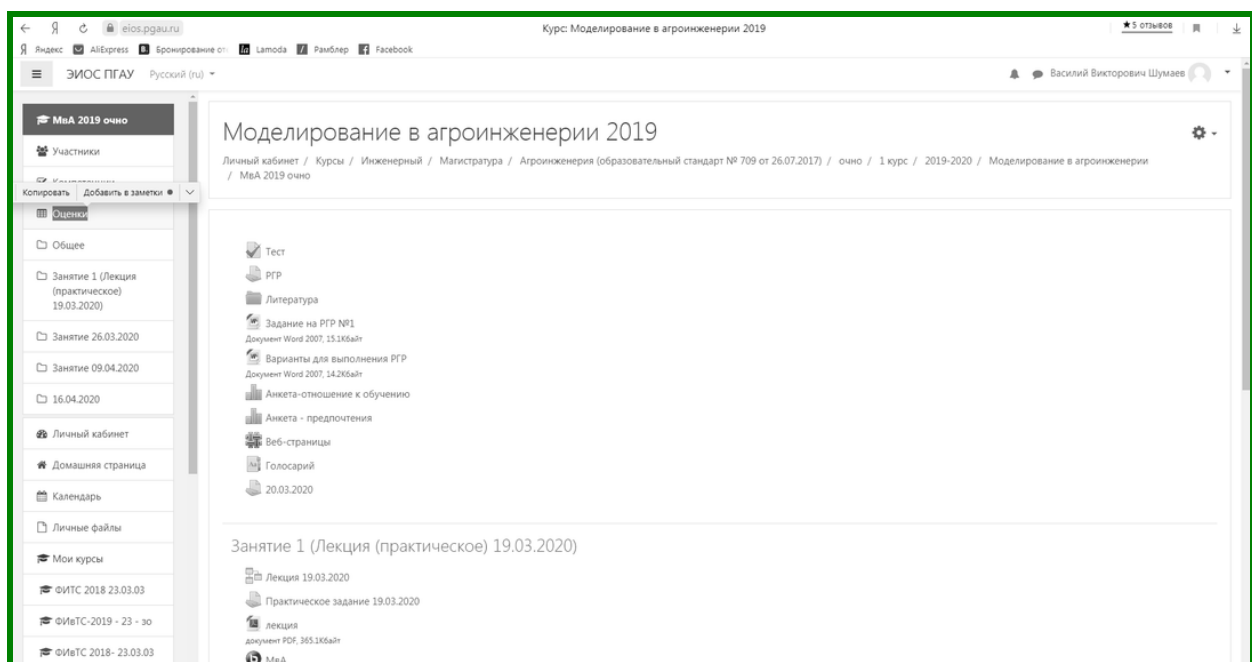 eios.pgau.ru
Курс: Моделирование в агроинженерии 2019
★5 отзывов
Яндекс AliExpress Бронирование от Lamoda Рамблер Facebook
ЭИОС ПГАУ Русский (ru)
Василий Викторович Шумаев
МвА 2019 очно
Участники
Компетенции
Копировать Добавить в заметки
Оценки
Общее
Занятие 1 (Лекция
(практическое)
19.03.2020)
Занятие 26.03.2020
Занятие 09.04.2020
16.04.2020
Личный кабинет
Домашняя страница
Календарь
Личные файлы
Мои курсы
ФИТС 2018 23.03.03
ФИвТС-2019 - 23 - зо
ФИвТС 2018- 23.03.03
Моделирование в агроинженерии 2019
Личный кабинет / Курсы / Инженерный / Магистратура / Агроинженерия (образовательный стандарт № 709 от 26.07.2017) / очно / 1 курс / 2019-2020 / Моделирование в агроинженерии
/ МвА 2019 очно
Тест
РГР
Литература
Задание на РГР №1
Документ Word 2007, 15.1Кбайт
Варианты для выполнения РГР
Документ Word 2007, 14.2Кбайт
Анкета-отношение к обучению
Анкета - предпочтения
Веб-страницы
Голосарий
20.03.2020
Занятие 1 (Лекция (практическое) 19.03.2020)
Лекция 19.03.2020
Практическое задание 19.03.2020
лекция
документ PDF, 365.1Кбайт
МвА